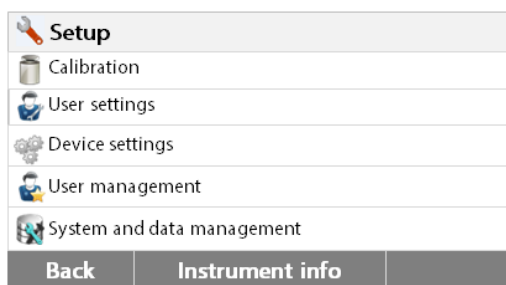 Setup
Calibration
User settings
Device settings
User management
System and data management
Back Instrument info